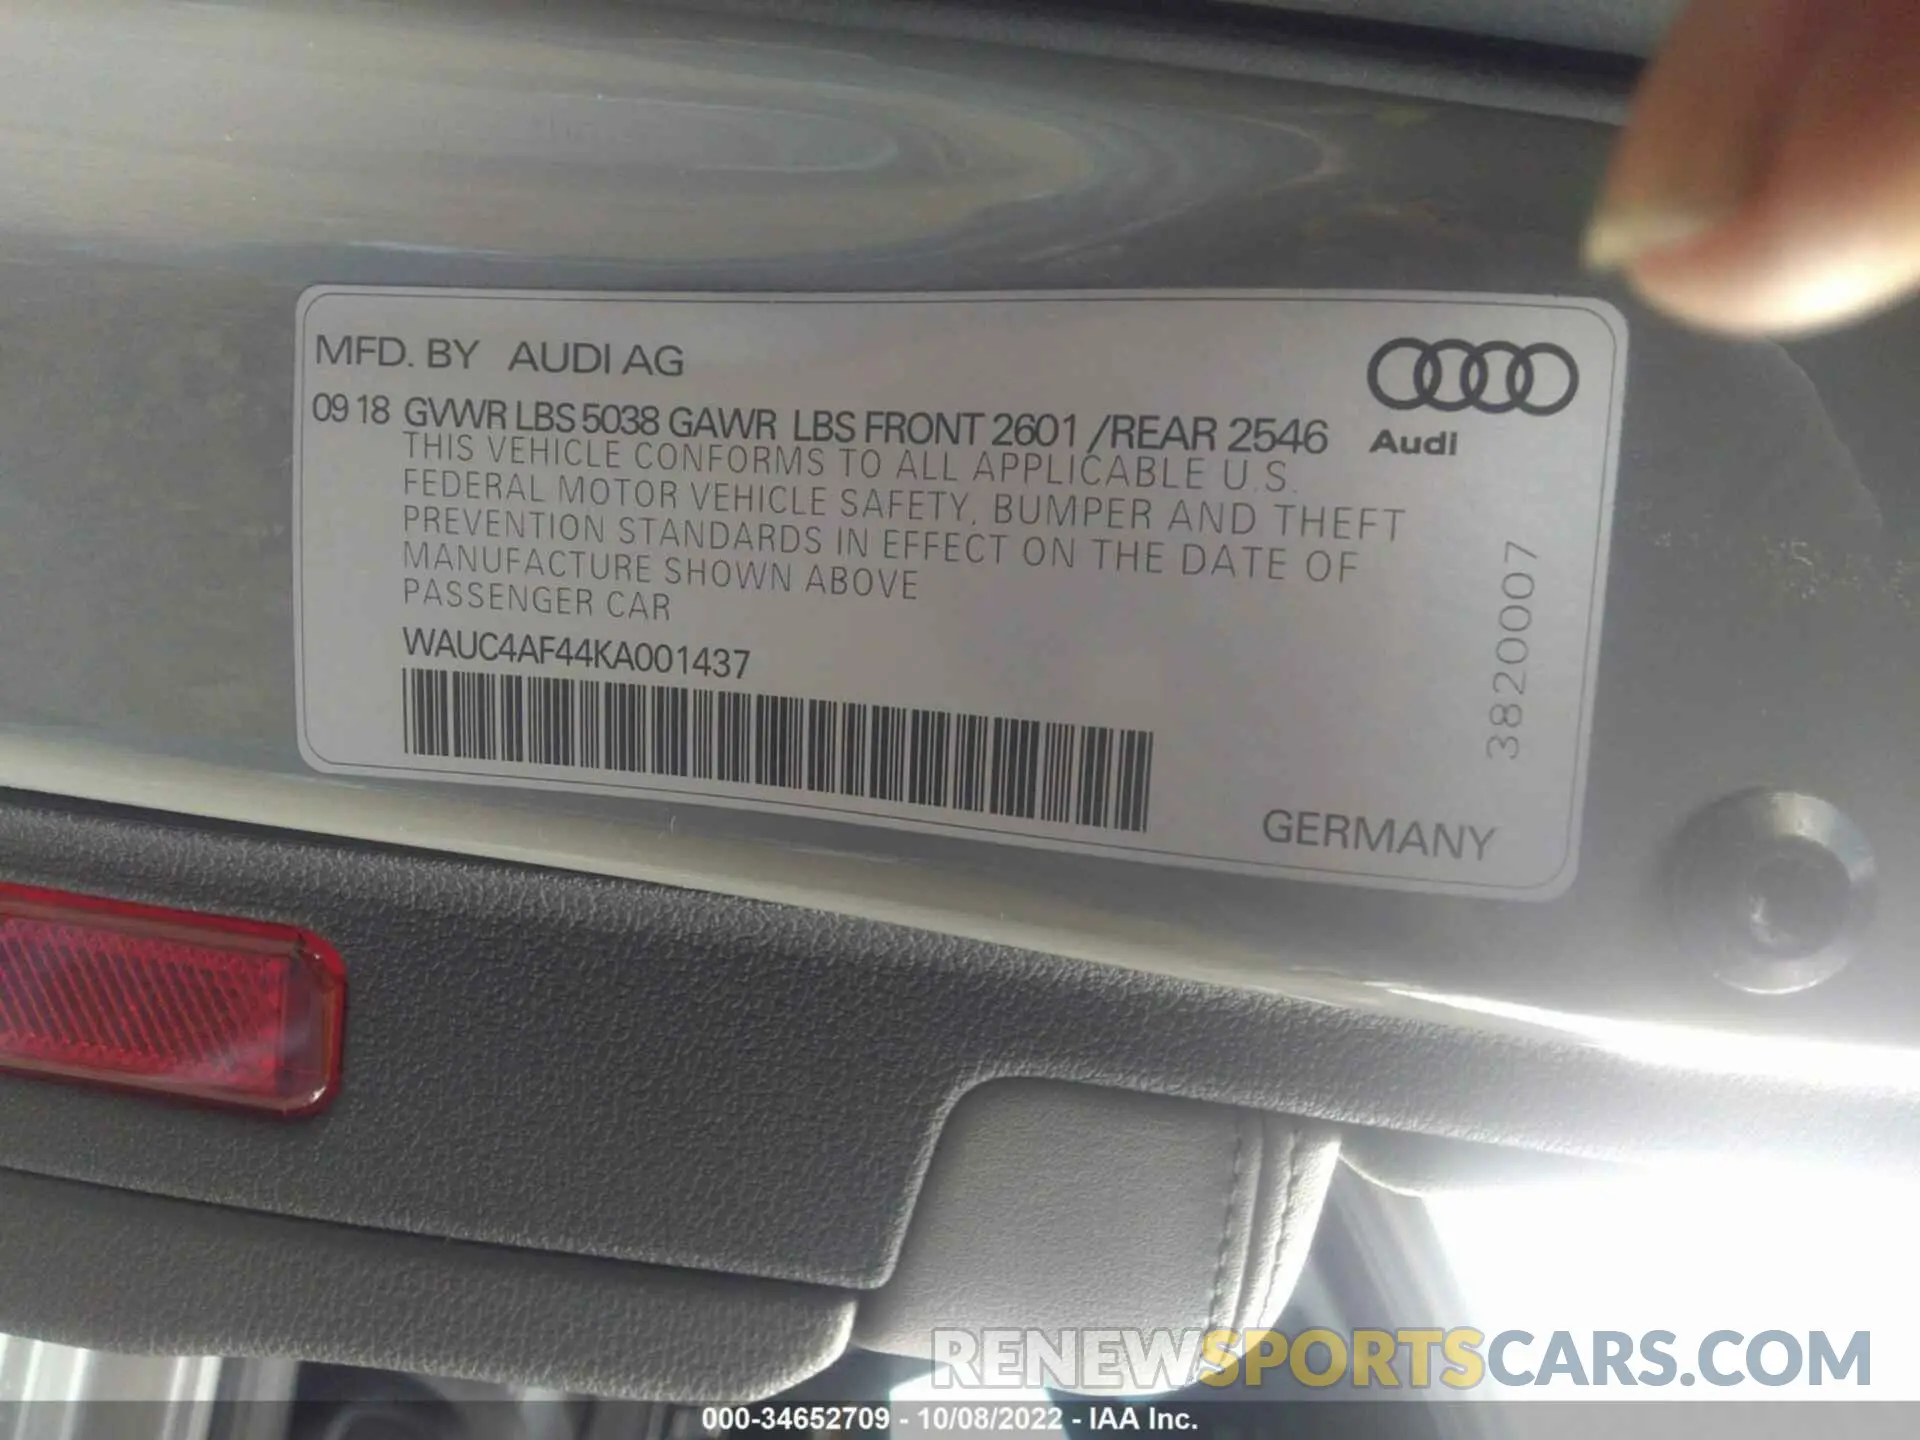 MFD. BY AUDI AG
09 18 GVWR LBS 5038 GAWR LBS FRONT 2601 /REAR 2546
Audi
THIS VEHICLE CONFORMS TO ALL APPLICABLE U.S.
FEDERAL MOTOR VEHICLE SAFETY, BUMPER AND THEFT
PREVENTION STANDARDS IN EFFECT ON THE DATE OF
MANUFACTURE SHOWN ABOVE
PASSENGER CAR
WAUC4AF44KA001437
3820007
GERMANY
RENEWSPORTSCARS.COM
000-34652709 - 10/08/2022 - IAA Inc.